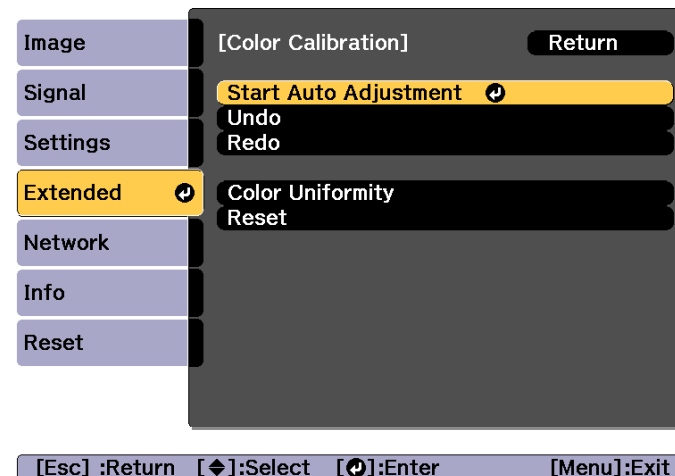 Image
Signal
Settings
Extended
Network
Info
Reset
[Color Calibration] Return
Start Auto Adjustment
Undo
Redo
Color Uniformity
Reset
[Esc] :Return [◆]:Select [↵]:Enter [Menu]:Exit